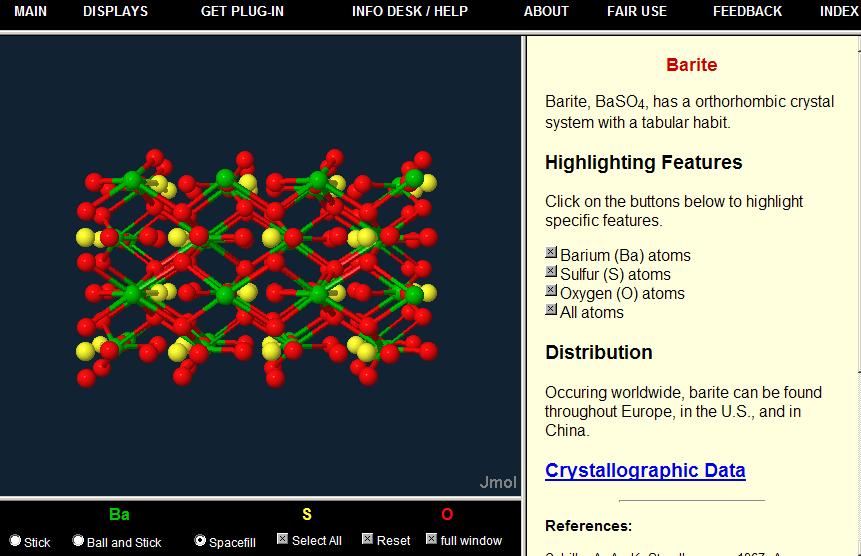 MAIN DISPLAYS GET PLUG-IN INFO DESK / HELP ABOUT FAIR USE FEEDBACK INDEX
Jmol
Ba S O
Stick Ball and Stick Spacefill Select All Reset full window
Barite
Barite, BaSO4, has a orthorhombic crystal
system with a tabular habit.
Highlighting Features
Click on the buttons below to highlight
specific features.
Barium (Ba) atoms
Sulfur (S) atoms
Oxygen (O) atoms
All atoms
Distribution
Occuring worldwide, barite can be found
throughout Europe, in the U.S., and in
China.
Crystallographic Data
References: